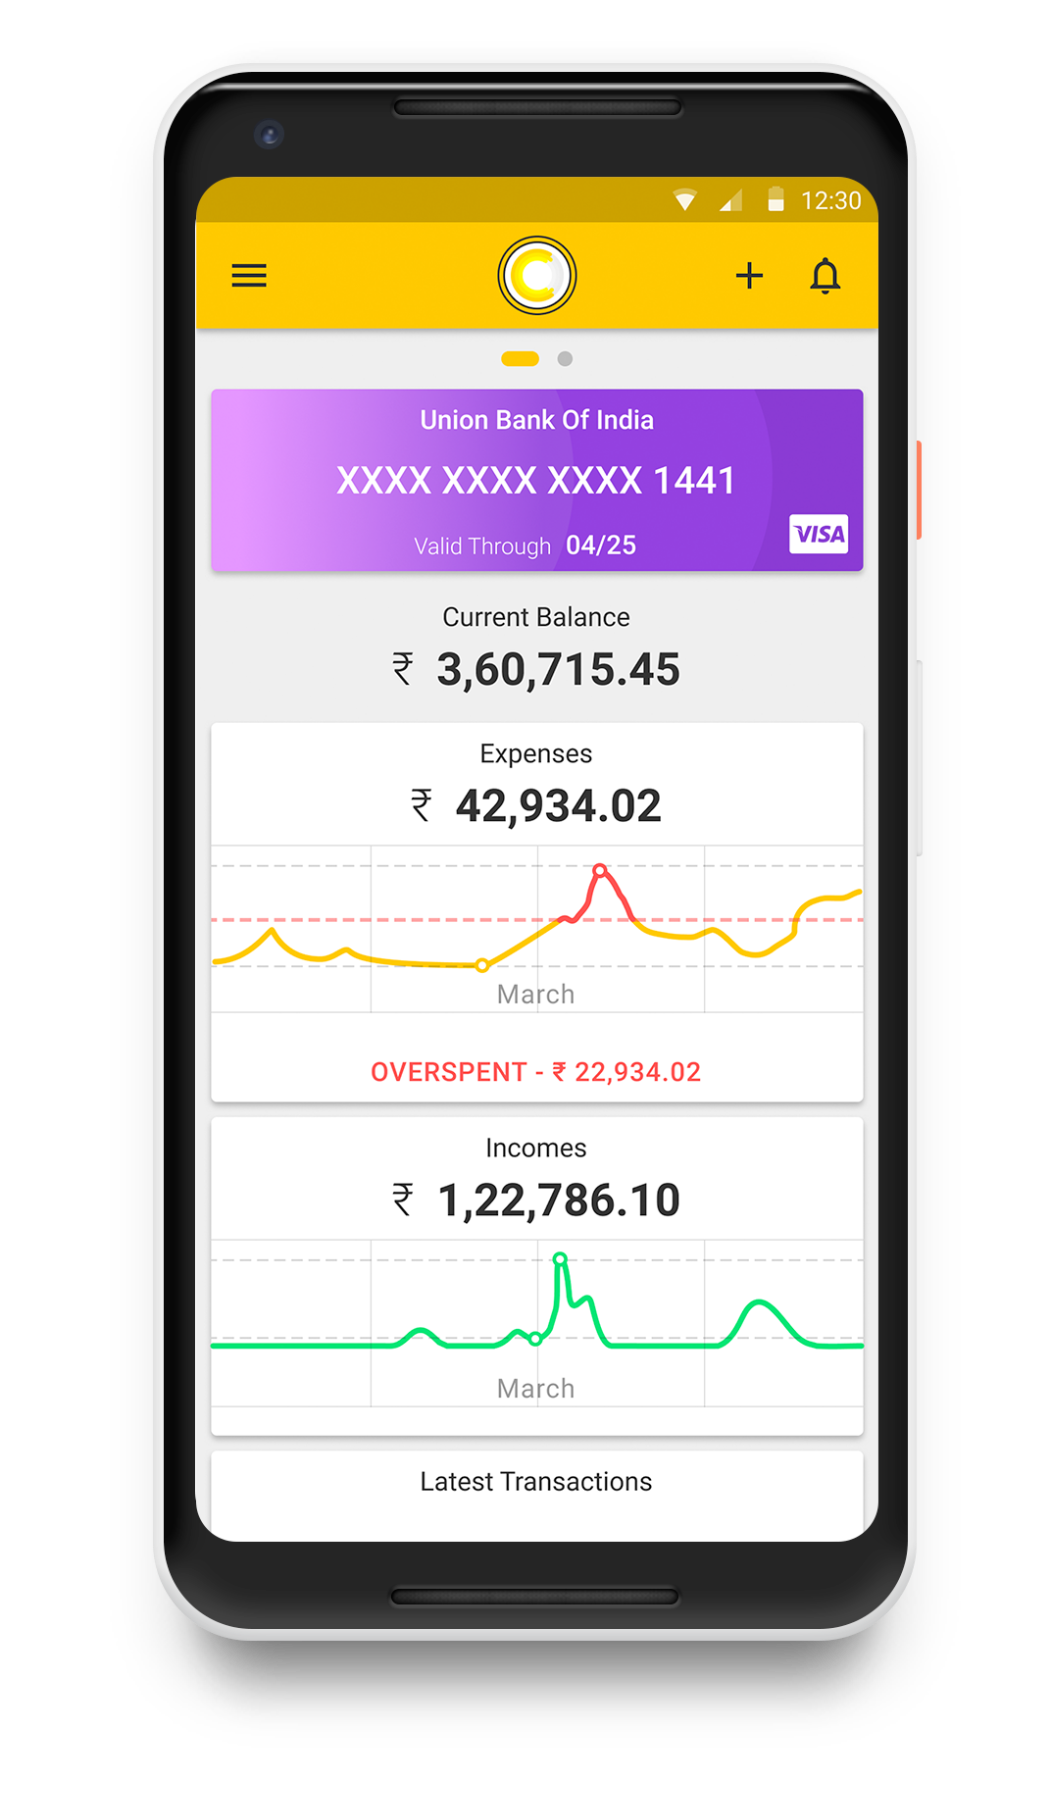 12:30
Union Bank Of India
XXXX XXXX XXXX 1441
Valid Through 04/25
VISA
Current Balance
₹ 3,60,715.45
Expenses
₹ 42,934.02
March
OVERSPENT - ₹ 22,934.02
Incomes
₹ 1,22,786.10
March
Latest Transactions